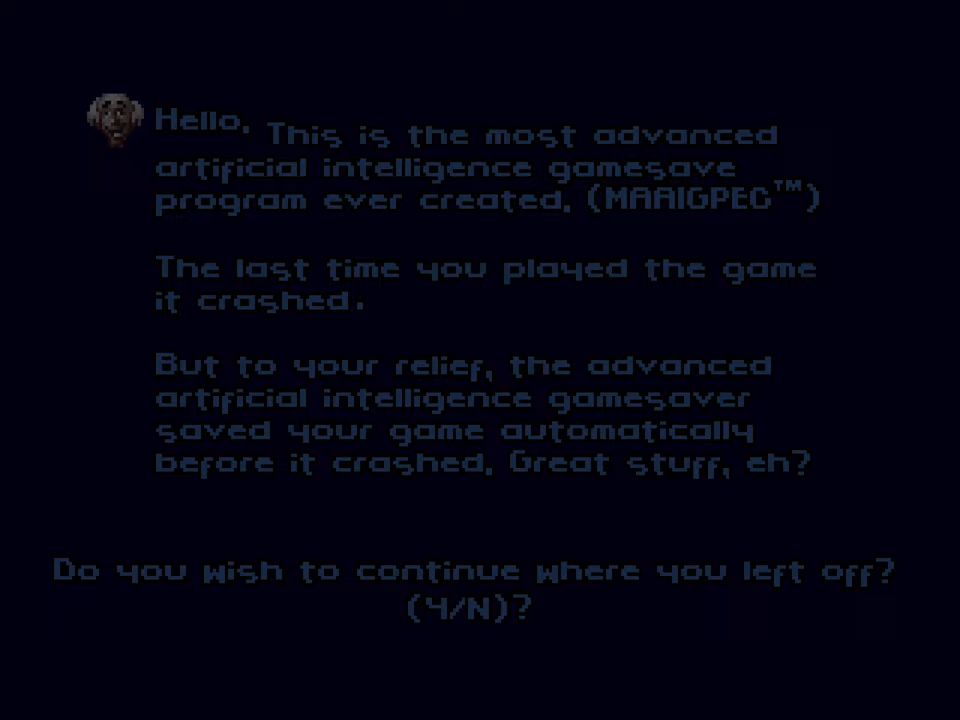 Hello. This is the most advanced
artificial intelligence gamesave
program ever created. (MAAIGPEC™)
The last time you played the game
it crashed.
But to your relief, the advanced
artificial intelligence gamesaver
saved your game automatically
before it crashed. Great stuff, eh?
Do you wish to continue where you left off?
(Y/N)?